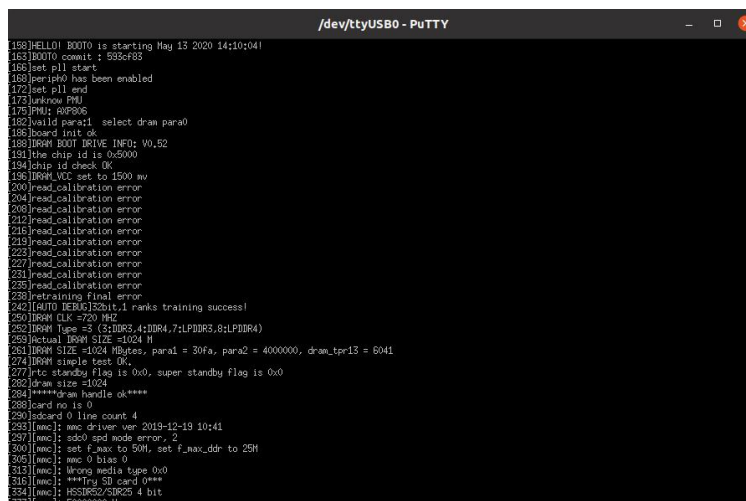 /dev/ttyUSB0 - PuTTY
[158]HELLO! BOOT0 is starting May 13 2020 14:10:04!
[163]BOOT0 commit : 593cf83
[166]set pll start
[168]periph0 has been enabled
[172]set pll end
[173]unknow PMU
[175]PMU: AXP806
[182]vaild para:1  select dram para0
[186]board init ok
[188]DRAM BOOT DRIVE INFO: V0.52
[191]the chip id is 0x5000
[194]chip id check OK
[196]DRAM_VCC set to 1500 mv
[200]read_calibration error
[204]read_calibration error
[208]read_calibration error
[212]read_calibration error
[216]read_calibration error
[219]read_calibration error
[223]read_calibration error
[227]read_calibration error
[231]read_calibration error
[235]read_calibration error
[238]retraining final error
[242][AUTO DEBUG]32bit,1 ranks training success!
[250]DRAM CLK =720 MHZ
[252]DRAM Type =3 (3:DDR3,4:DDR4,7:LPDDR3,8:LPDDR4)
[259]Actual DRAM SIZE =1024 M
[261]DRAM SIZE =1024 MBytes, para1 = 30fa, para2 = 4000000, dram_tpr13 = 6041
[274]DRAM simple test OK.
[277]rtc standby flag is 0x0, super standby flag is 0x0
[282]dram size =1024
[284]*****dram handle ok****
[288]card no is 0
[290]sdcard 0 line count 4
[293][mmc]: mmc driver ver 2019-12-19 10:41
[297][mmc]: sdc0 spd mode error, 2
[300][mmc]: set f_max to 50M, set f_max_ddr to 25M
[305][mmc]: mmc 0 bias 0
[313][mmc]: Wrong media type 0x0
[316][mmc]: ***Try SD card 0***
[334][mmc]: HSSDR52/SDR25 4 bit